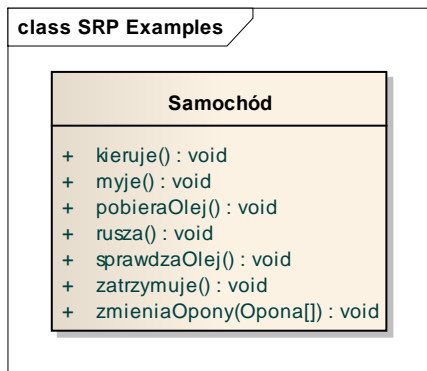 class SRP Examples
Samochód
+ kieruje() : void
+ myje() : void
+ pobieraOlej() : void
+ rusza() : void
+ sprawdzaOlej() : void
+ zatrzymuje() : void
+ zmieniaOpony(Opona[]) : void